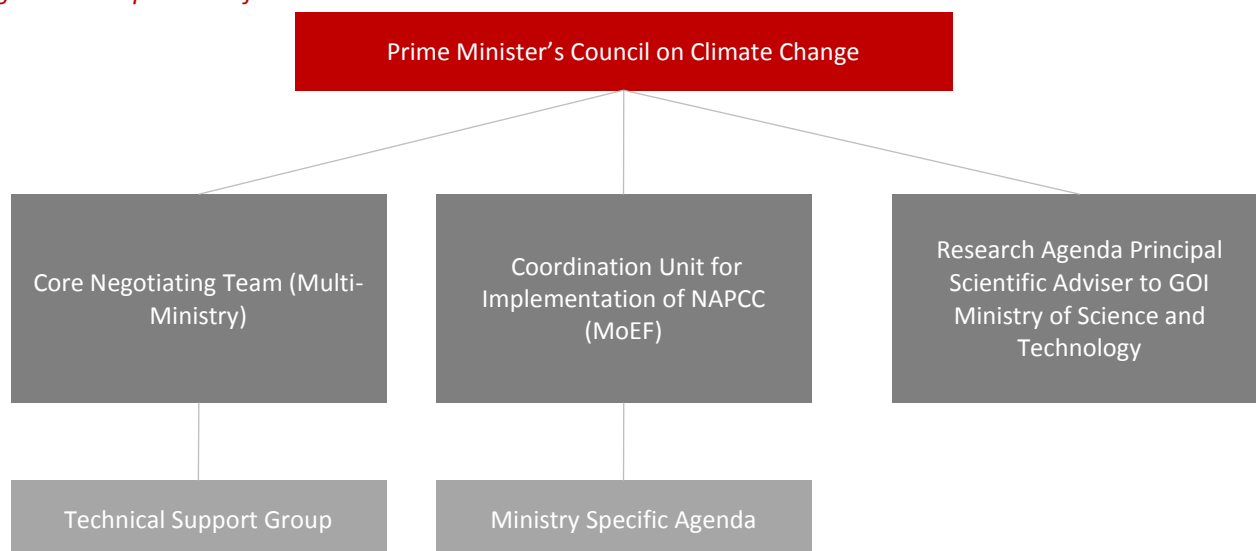 Prime Minister’s Council on Climate Change
Core Negotiating Team (Multi-
Ministry)
Coordination Unit for
Implementation of NAPCC
(MoEF)
Research Agenda Principal
Scientific Adviser to GOI
Ministry of Science and
Technology
Technical Support Group
Ministry Specific Agenda